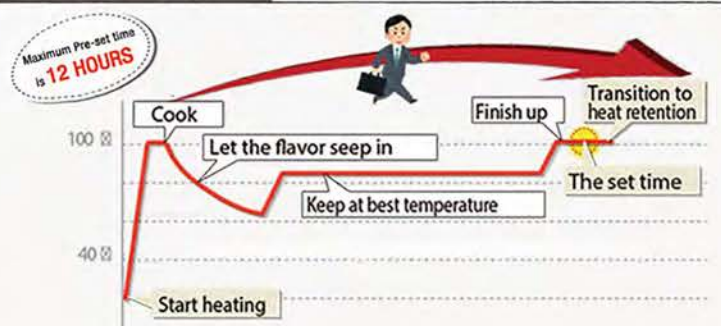 Maximum Pre-set time
is 12 HOURS
Cook
Finish up
Transition to
heat retention
100
Let the flavor seep in
The set time
Keep at best temperature
40
Start heating